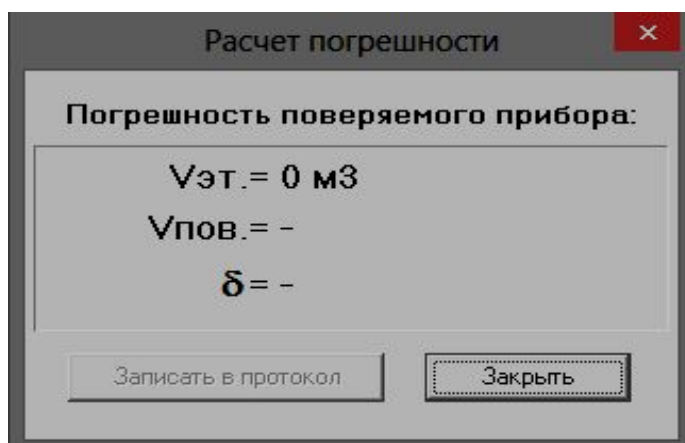 Расчет погрешности
Погрешность поверяемого прибора:
Vэт.= 0 м3
Vпов.= -
δ= -
Записать в протокол
Закрыть